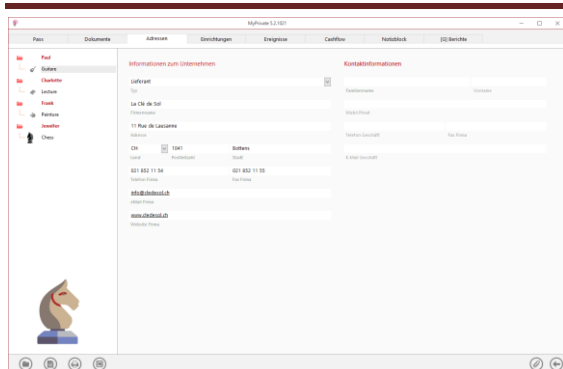 MyPrivate 5.2.1021
Pass Dokumente Adressen Einrichtungen Ereignisse Cashflow Notizblock [G] Berichte
Paul
Guitare
Charlotte
Lecture
Frank
Peinture
Jennifer
Chess
Informationen zum Unternehmen
Lieferant
Typ
La Clé de Sol
Firmenname
11 Rue de Lausanne
Adresse
CH 1041 Bottens
Land Postleitzahl Stadt
021 852 11 54 021 852 11 55
Telefon Firma Fax Firma
info@cledesol.ch
eMail Firma
www.cledesol.ch
Website Firma
Kontaktinformationen
Familienname Vorname
Mobil Privat
Telefon Geschäft Fax Firma
E-Mail Geschäft